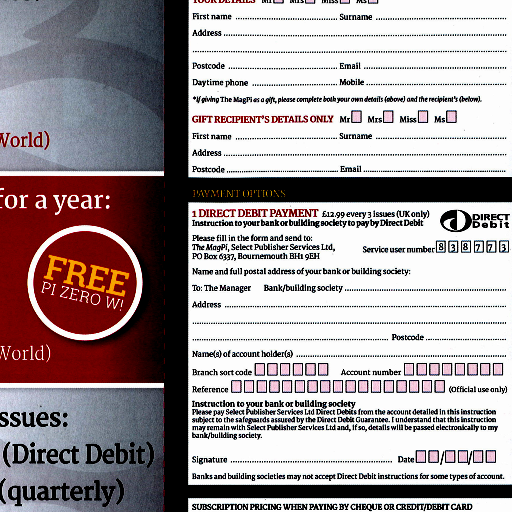 World)
for a year:
FREE
PI ZERO W!
World)
ssues:
(Direct Debit)
(quarterly)
YOUR DETAILS Mr Mrs Miss Ms
First name Surname
Address
Postcode Email
Daytime phone Mobile
*If giving The MagPi as a gift, please complete both your own details (above) and the recipient's (below).
GIFT RECIPIENT'S DETAILS ONLY Mr Mrs Miss Ms
First name Surname
Address
Postcode Email
PAYMENT OPTIONS
1 DIRECT DEBIT PAYMENT £12.99 every 3 issues (UK only)
Instruction to your bank or building society to pay by Direct Debit
DIRECT Debit
Please fill in the form and send to:
The MagPi, Select Publisher Services Ltd,
PO Box 6337, Bournemouth BH1 9EH
Service user number 8 3 8 7 7 3
Name and full postal address of your bank or building society:
To: The Manager Bank/building society
Address
Postcode
Name(s) of account holder(s)
Branch sort code Account number
Reference (Official use only)
Instruction to your bank or building society
Please pay Select Publisher Services Ltd Direct Debits from the account detailed in this instruction
subject to the safeguards assured by the Direct Debit Guarantee. I understand that this instruction
may remain with Select Publisher Services Ltd and, if so, details will be passed electronically to my
bank/building society.
Signature Date / /
Banks and building societies may not accept Direct Debit instructions for some types of account.
SUBSCRIPTION PRICING WHEN PAYING BY CHEQUE OR CREDIT/DEBIT CARD